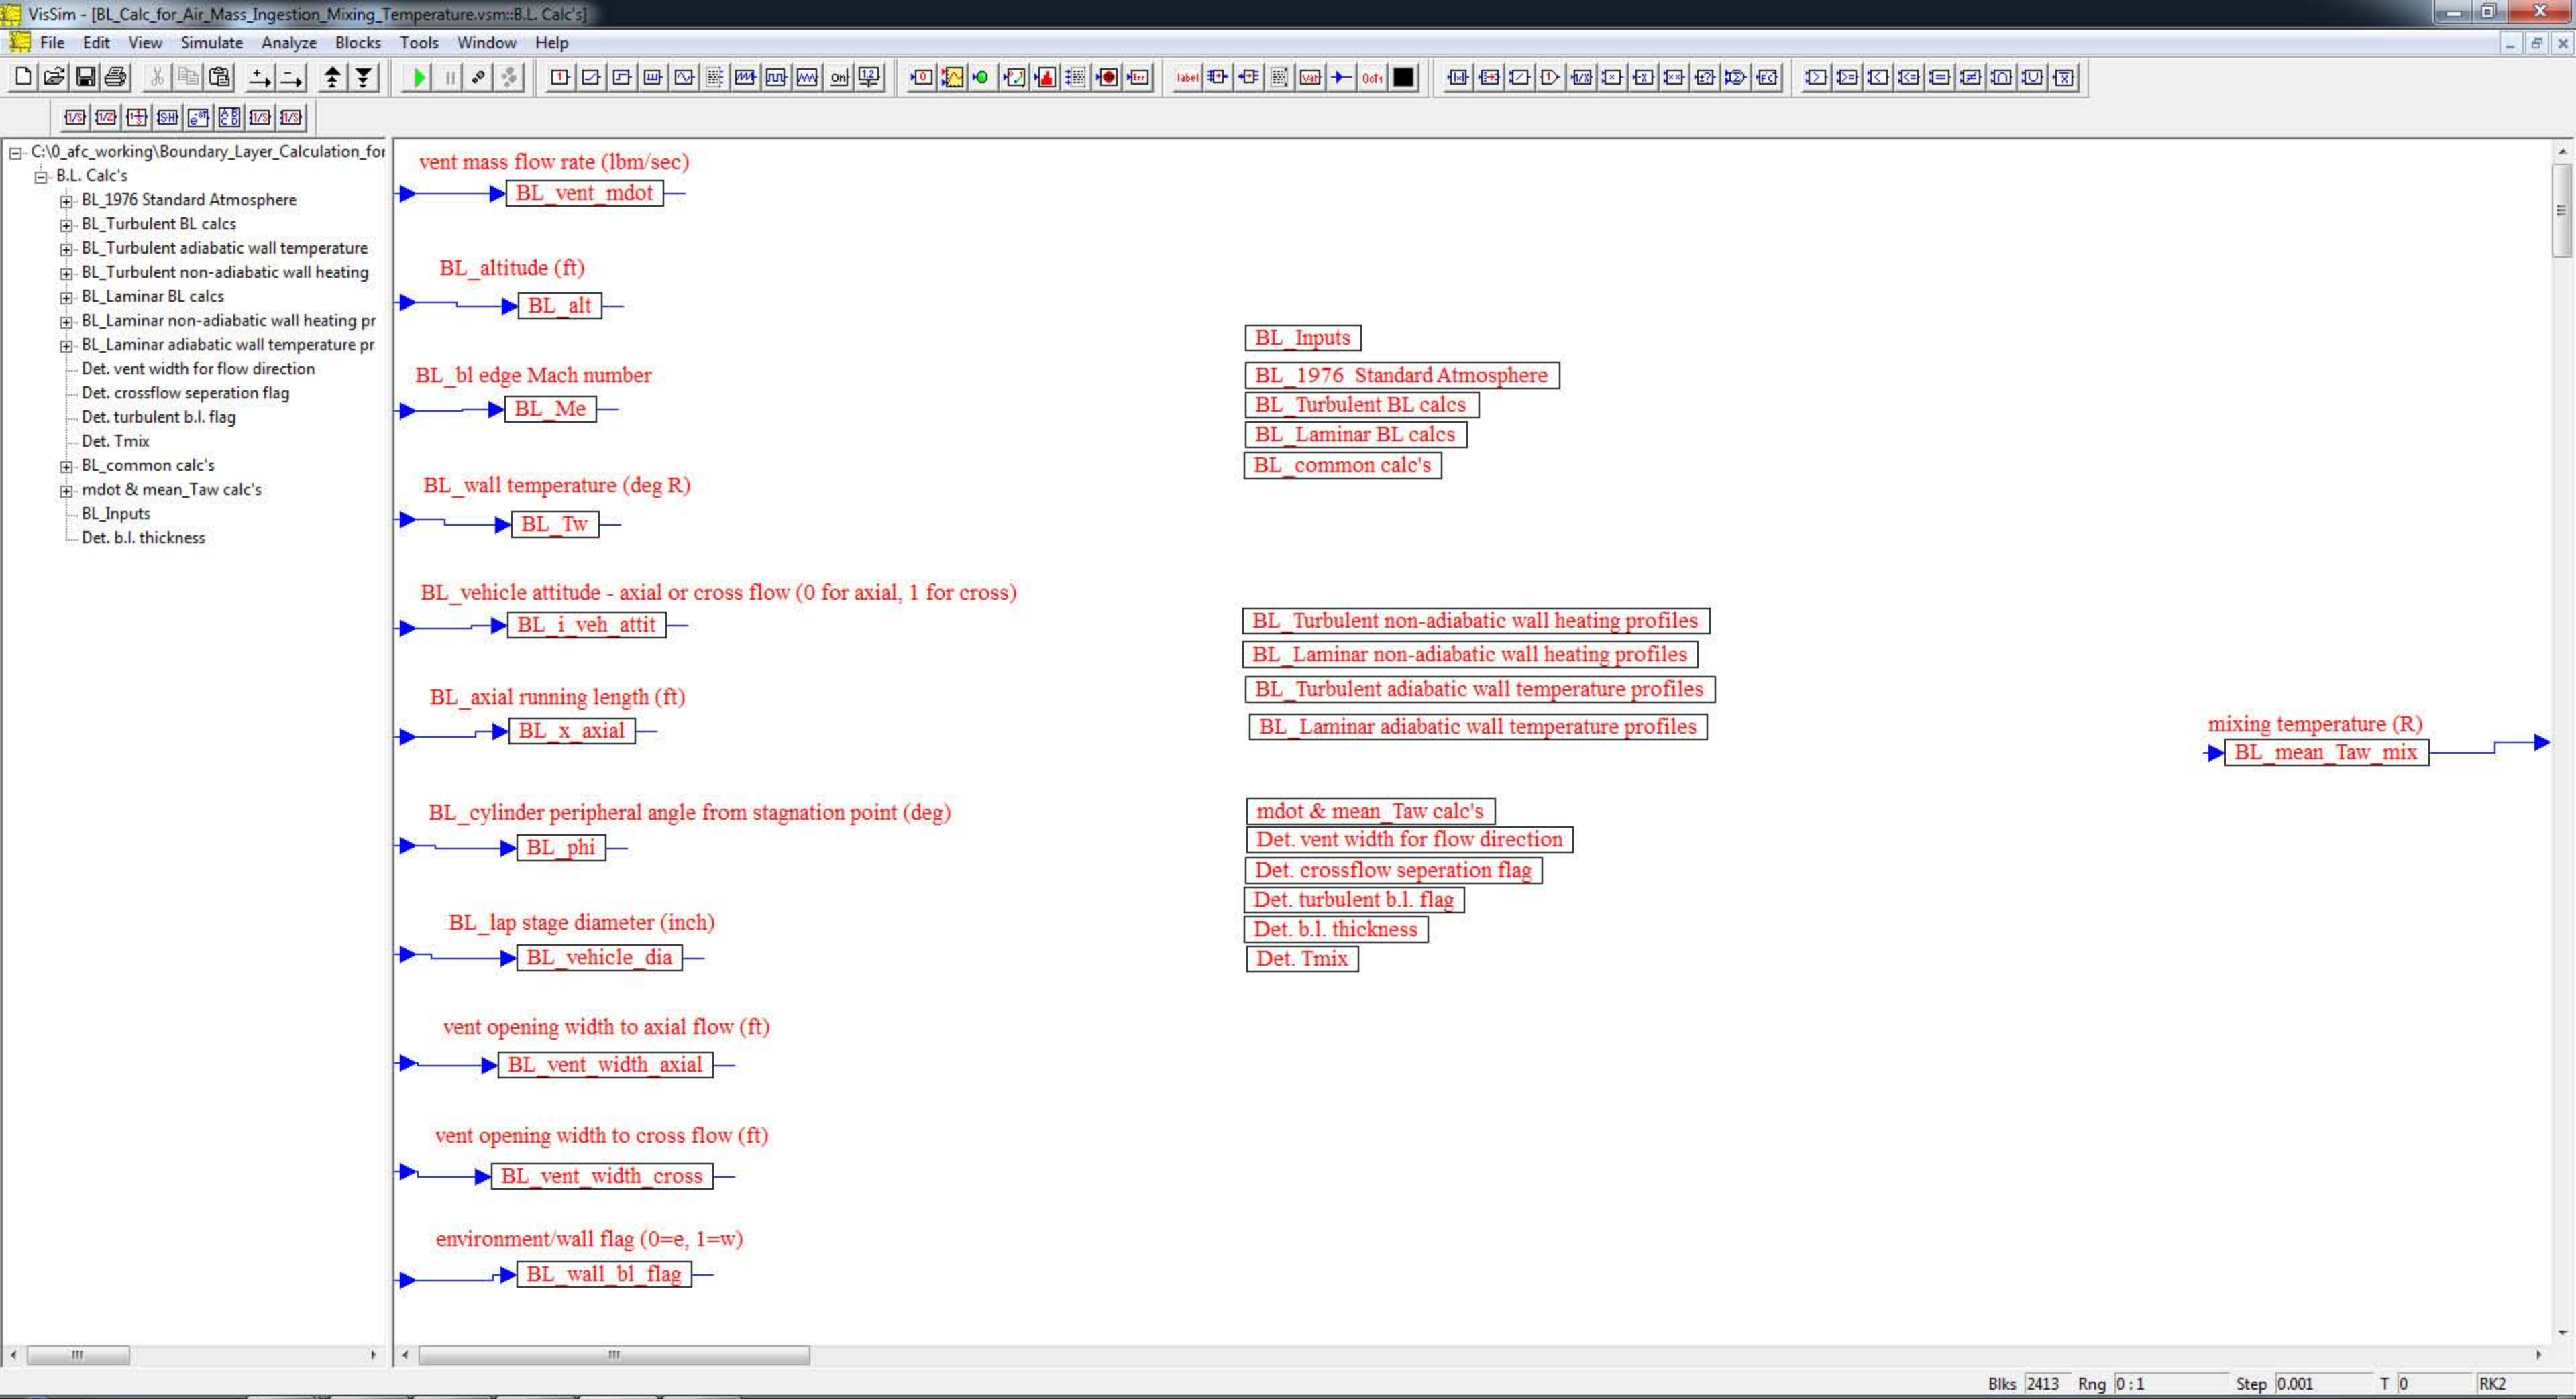 VisSim - [BL_Calc_for_Air_Mass_Ingestion_Mixing_Temperature.vsm::B.L. Calc's]
File Edit View Simulate Analyze Blocks Tools Window Help
C:\0_afc_working\Boundary_Layer_Calculation_for
B.L. Calc's
BL_1976 Standard Atmosphere
BL_Turbulent BL calcs
BL_Turbulent adiabatic wall temperature
BL_Turbulent non-adiabatic wall heating
BL_Laminar BL calcs
BL_Laminar non-adiabatic wall heating pr
BL_Laminar adiabatic wall temperature pr
Det. vent width for flow direction
Det. crossflow seperation flag
Det. turbulent b.l. flag
Det. Tmix
BL_common calc's
mdot & mean_Taw calc's
BL_Inputs
Det. b.l. thickness
vent mass flow rate (lbm/sec)
BL_vent_mdot
BL_altitude (ft)
BL_alt
BL_bl edge Mach number
BL_Me
BL_wall temperature (deg R)
BL_Tw
BL_vehicle attitude - axial or cross flow (0 for axial, 1 for cross)
BL_i_veh_attit
BL_axial running length (ft)
BL_x_axial
BL_cylinder peripheral angle from stagnation point (deg)
BL_phi
BL_lap stage diameter (inch)
BL_vehicle_dia
vent opening width to axial flow (ft)
BL_vent_width_axial
vent opening width to cross flow (ft)
BL_vent_width_cross
environment/wall flag (0=e, 1=w)
BL_wall_bl_flag
BL_Inputs
BL_1976 Standard Atmosphere
BL_Turbulent BL calcs
BL_Laminar BL calcs
BL_common calc's
BL_Turbulent non-adiabatic wall heating profiles
BL_Laminar non-adiabatic wall heating profiles
BL_Turbulent adiabatic wall temperature profiles
BL_Laminar adiabatic wall temperature profiles
mdot & mean_Taw calc's
Det. vent width for flow direction
Det. crossflow seperation flag
Det. turbulent b.l. flag
Det. b.l. thickness
Det. Tmix
mixing temperature (R)
BL_mean_Taw_mix
Blks 2413 Rng 0:1 Step 0.001 T 0 RK2